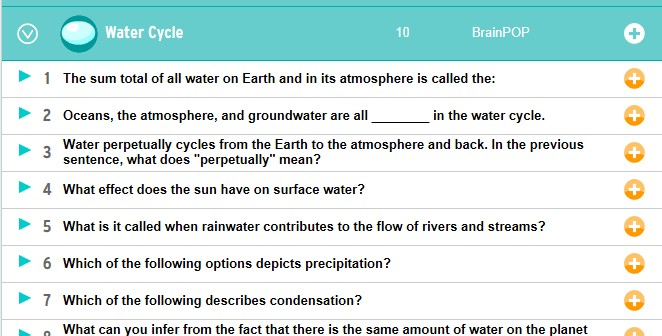 Water Cycle 10 BrainPOP
1 The sum total of all water on Earth and in its atmosphere is called the:
2 Oceans, the atmosphere, and groundwater are all ________ in the water cycle.
3 Water perpetually cycles from the Earth to the atmosphere and back. In the previous
sentence, what does "perpetually" mean?
4 What effect does the sun have on surface water?
5 What is it called when rainwater contributes to the flow of rivers and streams?
6 Which of the following options depicts precipitation?
7 Which of the following describes condensation?
8 What can you infer from the fact that there is the same amount of water on the planet